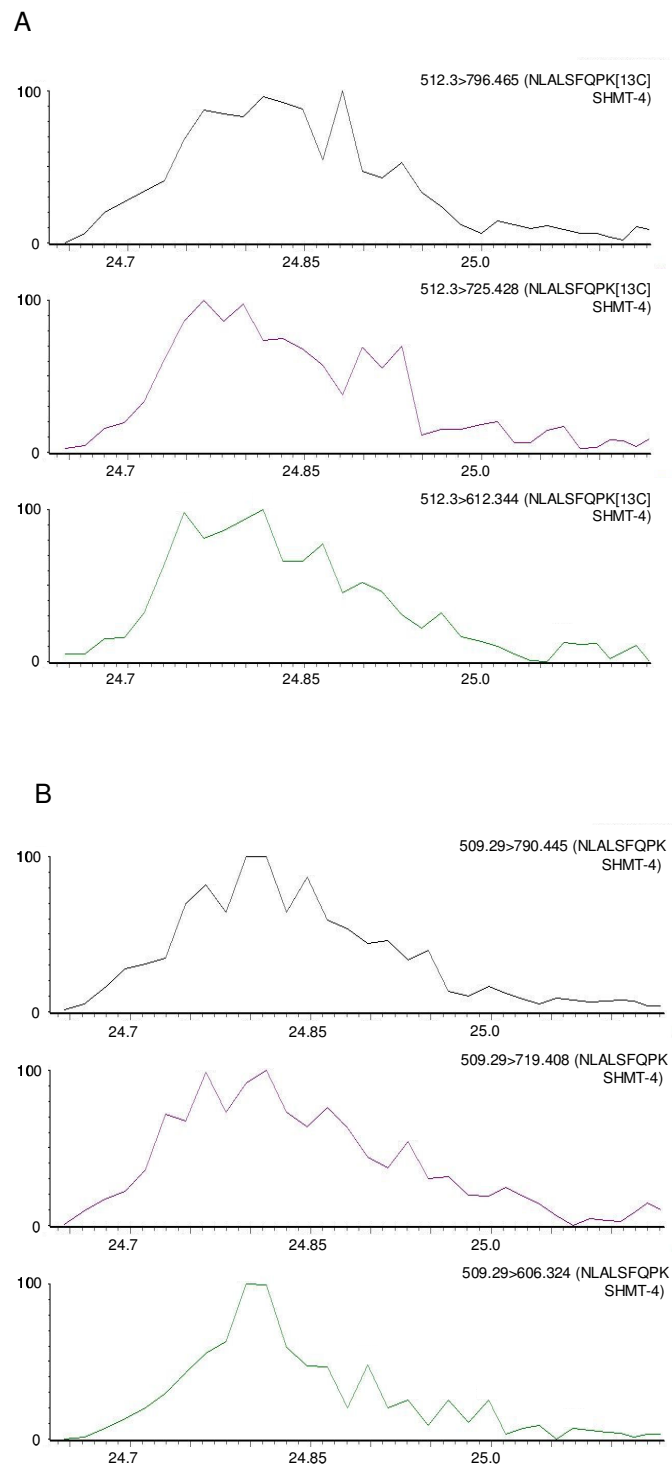 A
512.3>796.465 (NLALSFQPK[13C]
SHMT-4)
100
0
24.7 24.85 25.0
512.3>725.428 (NLALSFQPK[13C]
SHMT-4)
100
0
24.7 24.85 25.0
512.3>612.344 (NLALSFQPK[13C]
SHMT-4)
100
0
24.7 24.85 25.0
B
509.29>790.445 (NLALSFQPK
SHMT-4)
100
0
24.7 24.85 25.0
509.29>719.408 (NLALSFQPK
SHMT-4)
100
0
24.7 24.85 25.0
509.29>606.324 (NLALSFQPK
SHMT-4)
100
0
24.7 24.85 25.0